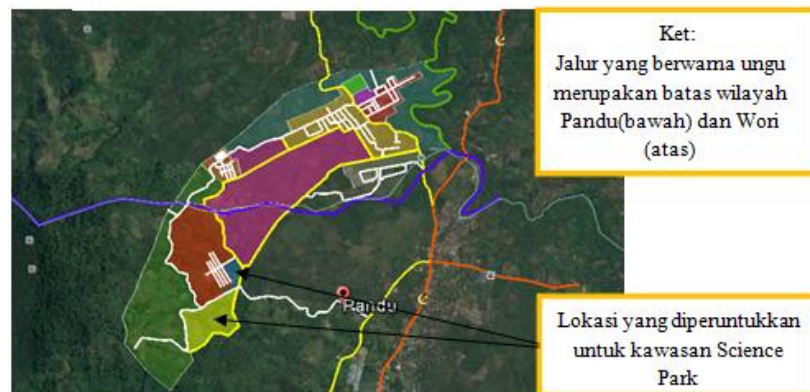 Ket:
Jalur yang berwarna ungu
merupakan batas wilayah
Pandu(bawah) dan Wori
(atas)
Pandu
Lokasi yang diperuntukkan
untuk kawasan Science
Park